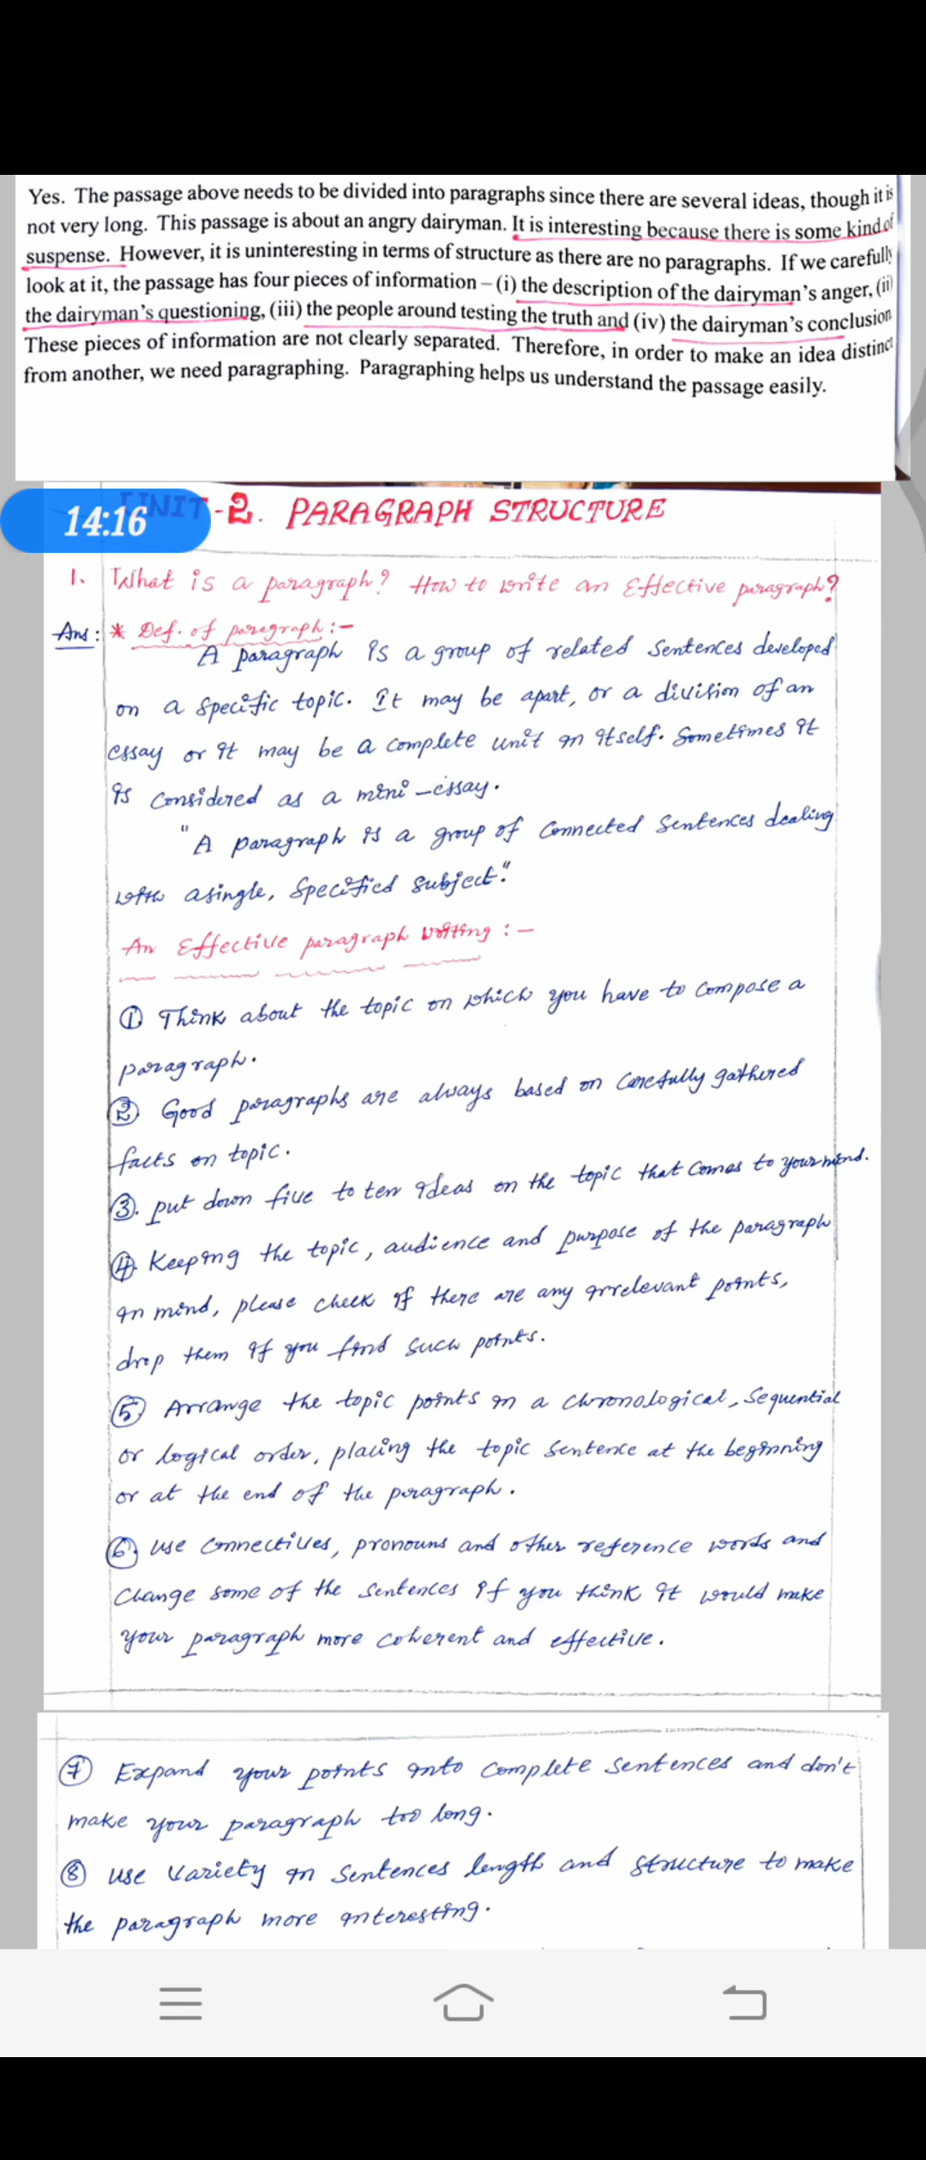 Yes. The passage above needs to be divided into paragraphs since there are several ideas, though it is
not very long. This passage is about an angry dairyman. It is interesting because there is some kind of
suspense. However, it is uninteresting in terms of structure as there are no paragraphs. If we carefully
look at it, the passage has four pieces of information – (i) the description of the dairyman's anger, (ii)
the dairyman's questioning, (iii) the people around testing the truth and (iv) the dairyman's conclusion
These pieces of information are not clearly separated. Therefore, in order to make an idea distinct
from another, we need paragraphing. Paragraphing helps us understand the passage easily.
14:16
UNIT-2. PARAGRAPH STRUCTURE
1. What is a paragraph? How to write an Effective paragraph?
Ans: * Def. of paragraph:-
A paragraph is a group of related sentences developed
on a specific topic. It may be apart, or a division of an
essay or it may be a complete unit in itself. Sometimes it
is considered as a mini-essay.
"A paragraph is a group of connected sentences dealing
with asingle, specified subject."
An Effective paragraph writing :-
① Think about the topic on which you have to compose a
paragraph.
② Good paragraphs are always based on carefully gathered
facts on topic.
③. put down five to ten ideas on the topic that comes to your mind.
④. Keeping the topic, audience and purpose of the paragraph
in mind, please check if there are any irrelevant points,
drop them if you find such points.
⑤ Arrange the topic points in a chronological, sequential
or logical order, placing the topic sentence at the beginning
or at the end of the paragraph.
⑥. use connectives, pronouns and other reference words and
change some of the sentences if you think it would make
your paragraph more coherent and effective.
⑦ Expand your points into complete sentences and don't
make your paragraph too long.
⑧ use variety in sentences length and structure to make
the paragraph more interesting.